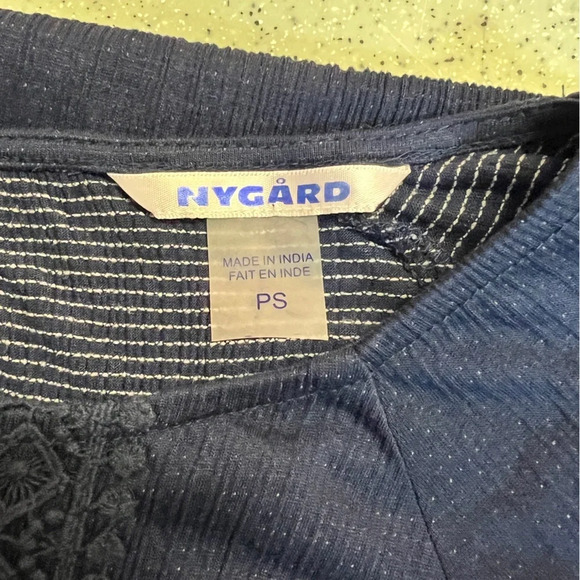 NYGÅRD
MADE IN INDIA
FAIT EN INDE
PS